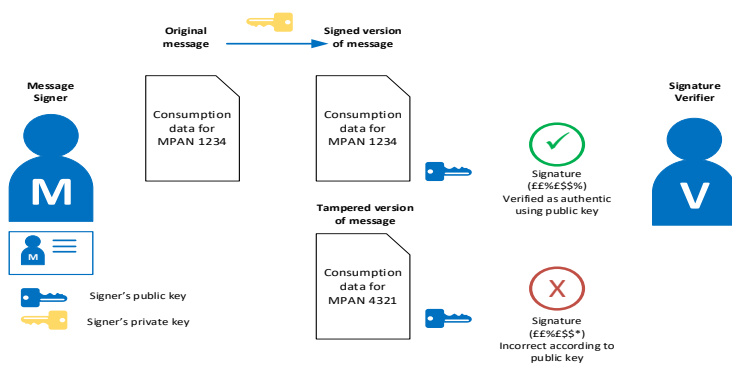 Original
message
Signed version
of message
Message
Signer
Signature
Verifier
Consumption
data for
MPAN 1234
Consumption
data for
MPAN 1234
M
V
Signature
(££%£$$%)
Verified as authentic
using public key
Tampered version
of message
M
Consumption
data for
MPAN 4321
X
Signer's public key
Signer's private key
Signature
(££%£$$*)
Incorrect according to
public key